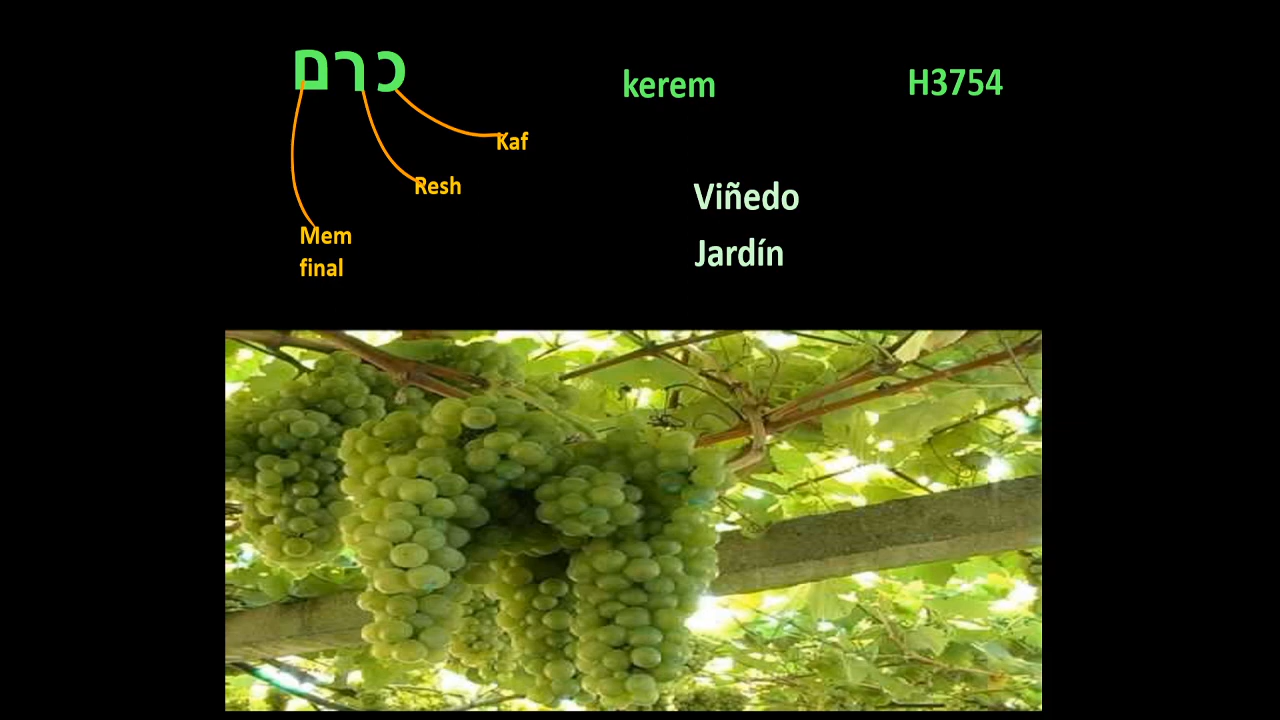 כרם kerem H3754
Kaf
Resh
Viñedo
Mem
final
Jardín